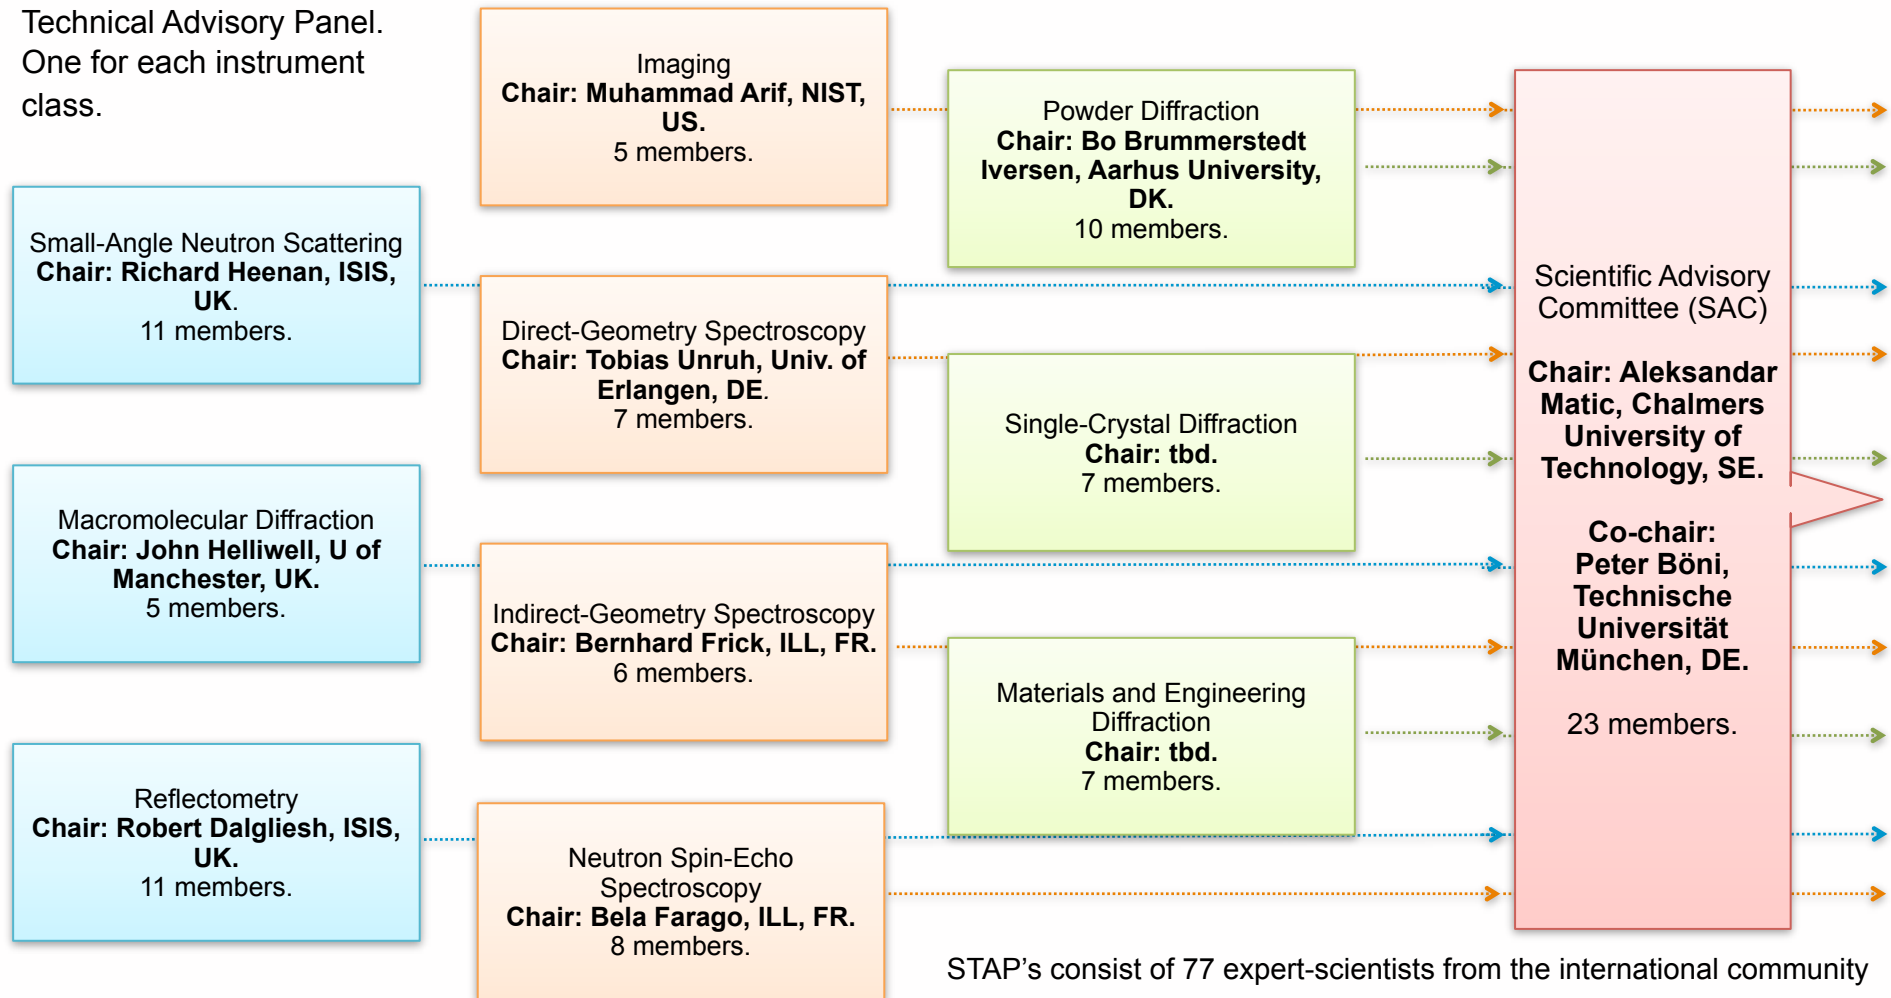 Technical Advisory Panel.
One for each instrument
class.
Imaging
Chair: Muhammad Arif, NIST,
US.
5 members.
Powder Diffraction
Chair: Bo Brummerstedt
Iversen, Aarhus University,
DK.
10 members.
Small-Angle Neutron Scattering
Chair: Richard Heenan, ISIS,
UK.
11 members.
Direct-Geometry Spectroscopy
Chair: Tobias Unruh, Univ. of
Erlangen, DE.
7 members.
Single-Crystal Diffraction
Chair: tbd.
7 members.
Macromolecular Diffraction
Chair: John Helliwell, U of
Manchester, UK.
5 members.
Indirect-Geometry Spectroscopy
Chair: Bernhard Frick, ILL, FR.
6 members.
Materials and Engineering
Diffraction
Chair: tbd.
7 members.
Reflectometry
Chair: Robert Dalgliesh, ISIS,
UK.
11 members.
Neutron Spin-Echo
Spectroscopy
Chair: Bela Farago, ILL, FR.
8 members.
Scientific Advisory
Committee (SAC)
Chair: Aleksandar
Matic, Chalmers
University of
Technology, SE.
Co-chair:
Peter Böni,
Technische
Universität
München, DE.
23 members.
STAP's consist of 77 expert-scientists from the international community